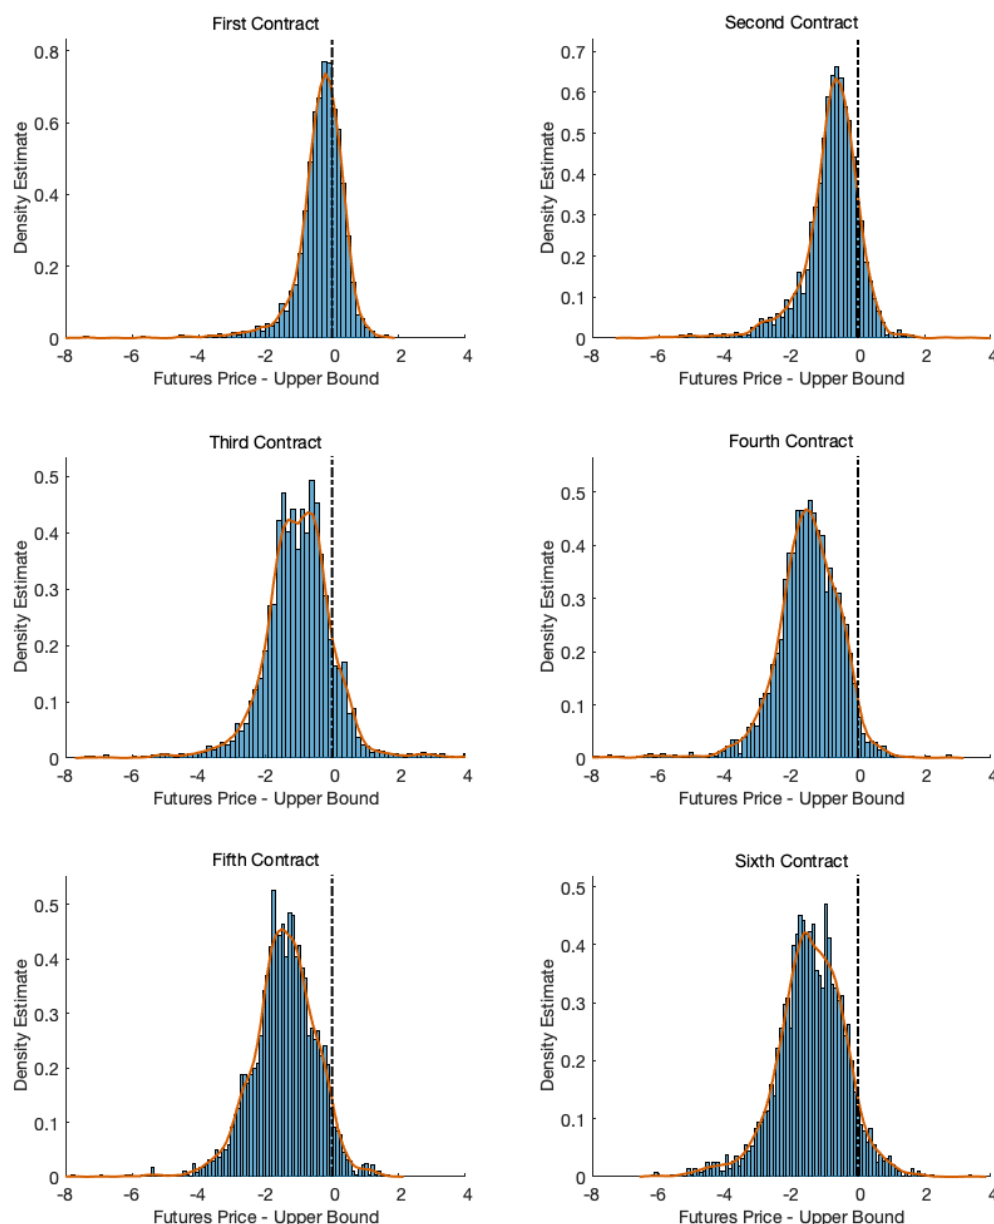 First Contract
0.8
0.6
0.4
0.2
0
Density Estimate
-8 -6 -4 -2 0 2 4
Futures Price - Upper Bound
Second Contract
0.7
0.6
0.5
0.4
0.3
0.2
0.1
0
Density Estimate
-8 -6 -4 -2 0 2 4
Futures Price - Upper Bound
Third Contract
0.5
0.4
0.3
0.2
0.1
0
Density Estimate
-8 -6 -4 -2 0 2 4
Futures Price - Upper Bound
Fourth Contract
0.5
0.4
0.3
0.2
0.1
0
Density Estimate
-8 -6 -4 -2 0 2 4
Futures Price - Upper Bound
Fifth Contract
0.5
0.4
0.3
0.2
0.1
0
Density Estimate
-8 -6 -4 -2 0 2 4
Futures Price - Upper Bound
Sixth Contract
0.5
0.4
0.3
0.2
0.1
0
Density Estimate
-8 -6 -4 -2 0 2 4
Futures Price - Upper Bound